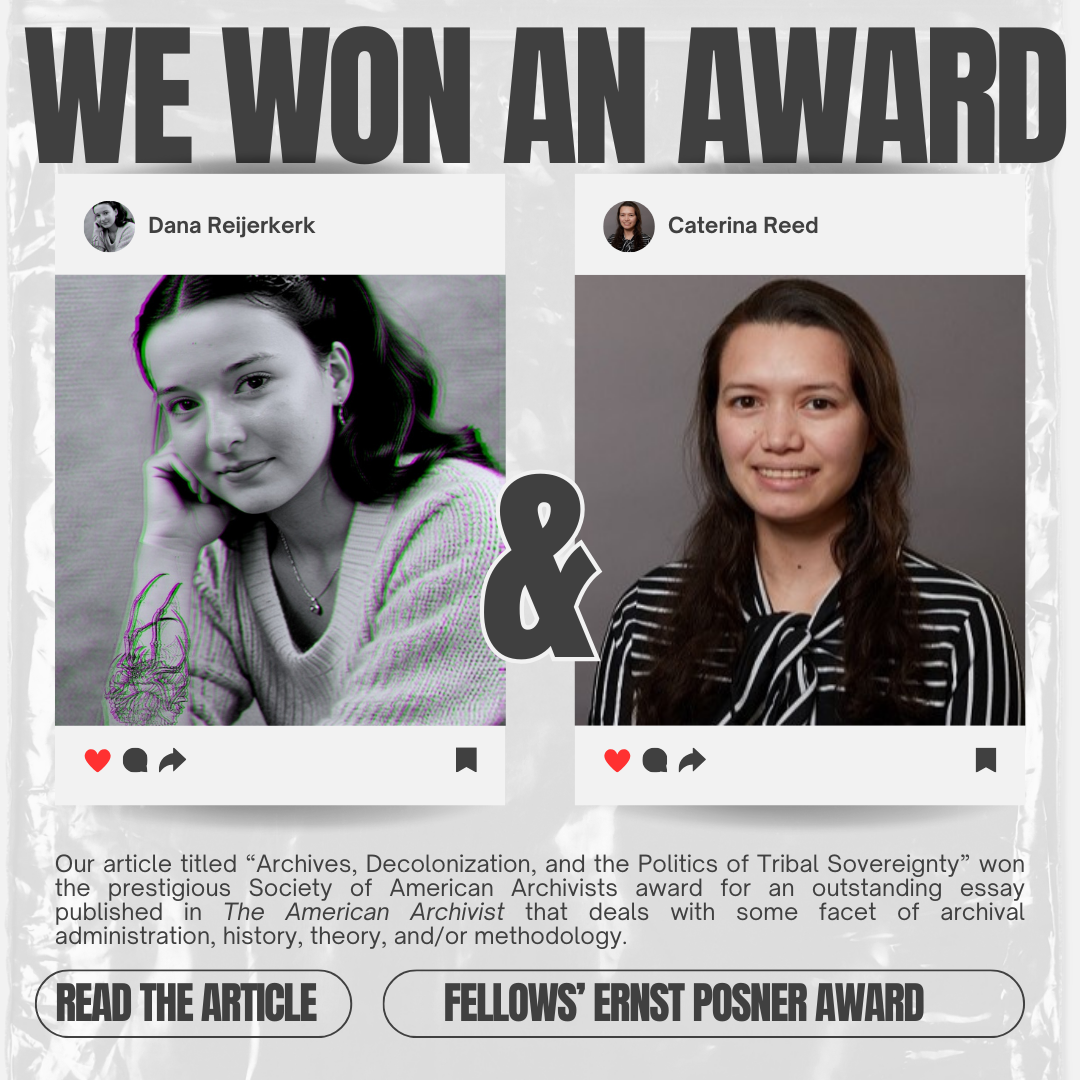 WE WON AN AWARD
Dana Reijerkerk
Caterina Reed
&
Our article titled “Archives, Decolonization, and the Politics of Tribal Sovereignty” won
the prestigious Society of American Archivists award for an outstanding essay
published in The American Archivist that deals with some facet of archival
administration, history, theory, and/or methodology.
READ THE ARTICLE
FELLOWS’ ERNST POSNER AWARD